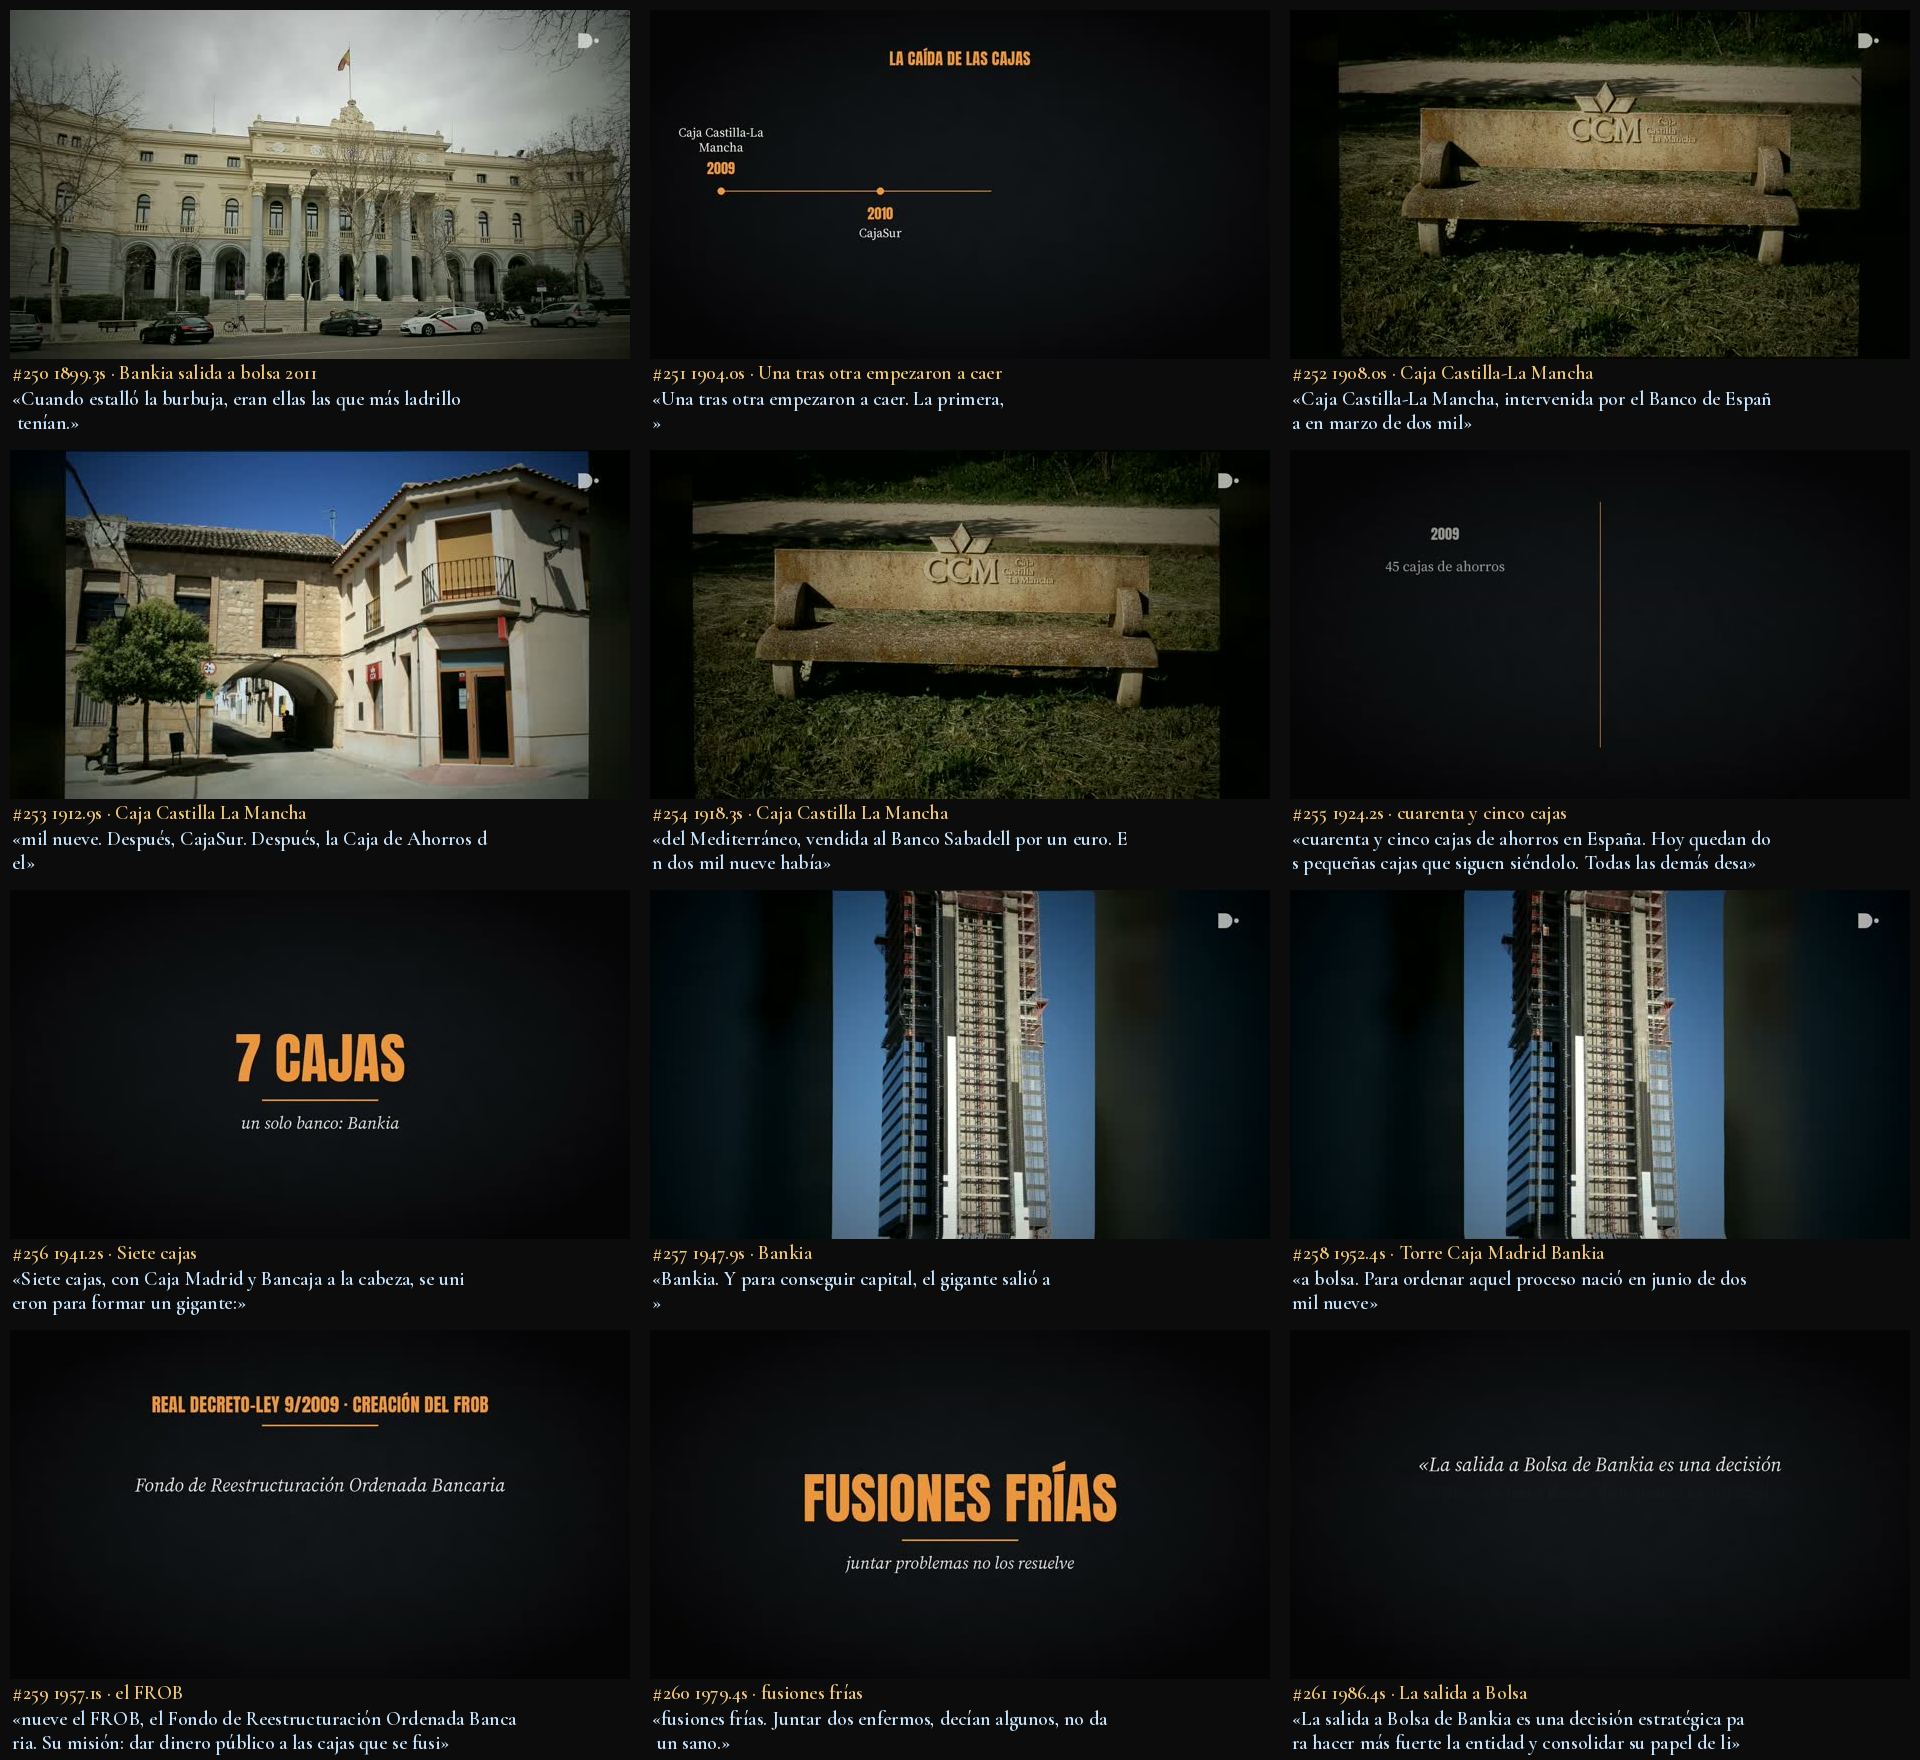 LA CAÍDA DE LAS CAJAS
Caja Castilla-La
Mancha
2009
2010
CajaSur
CCM
Caja
Castilla
La Mancha
#250 1899.3s · Bankia salida a bolsa 2011
«Cuando estalló la burbuja, eran ellas las que más ladrillo
tenían.»
#251 1904.0s · Una tras otra empezaron a caer
«Una tras otra empezaron a caer. La primera,
»
#252 1908.0s · Caja Castilla-La Mancha
«Caja Castilla-La Mancha, intervenida por el Banco de Españ
a en marzo de dos mil»
CCM
Caja
Castilla
La Mancha
2009
45 cajas de ahorros
#253 1912.9s · Caja Castilla La Mancha
«mil nueve. Después, CajaSur. Después, la Caja de Ahorros d
el»
#254 1918.3s · Caja Castilla La Mancha
«del Mediterráneo, vendida al Banco Sabadell por un euro. E
n dos mil nueve había»
#255 1924.2s · cuarenta y cinco cajas
«cuarenta y cinco cajas de ahorros en España. Hoy quedan do
s pequeñas cajas que siguen siéndolo. Todas las demás desa»
7 CAJAS
un solo banco: Bankia
#256 1941.2s · Siete cajas
«Siete cajas, con Caja Madrid y Bancaja a la cabeza, se uni
eron para formar un gigante:»
#257 1947.9s · Bankia
«Bankia. Y para conseguir capital, el gigante salió a
»
#258 1952.4s · Torre Caja Madrid Bankia
«a bolsa. Para ordenar aquel proceso nació en junio de dos
mil nueve»
REAL DECRETO-LEY 9/2009 · CREACIÓN DEL FROB
Fondo de Reestructuración Ordenada Bancaria
FUSIONES FRÍAS
juntar problemas no los resuelve
«La salida a Bolsa de Bankia es una decisión
#259 1957.1s · el FROB
«nueve el FROB, el Fondo de Reestructuración Ordenada Banca
ria. Su misión: dar dinero público a las cajas que se fusi»
#260 1979.4s · fusiones frías
«fusiones frías. Juntar dos enfermos, decían algunos, no da
un sano.»
#261 1986.4s · La salida a Bolsa
«La salida a Bolsa de Bankia es una decisión estratégica pa
ra hacer más fuerte la entidad y consolidar su papel de li»